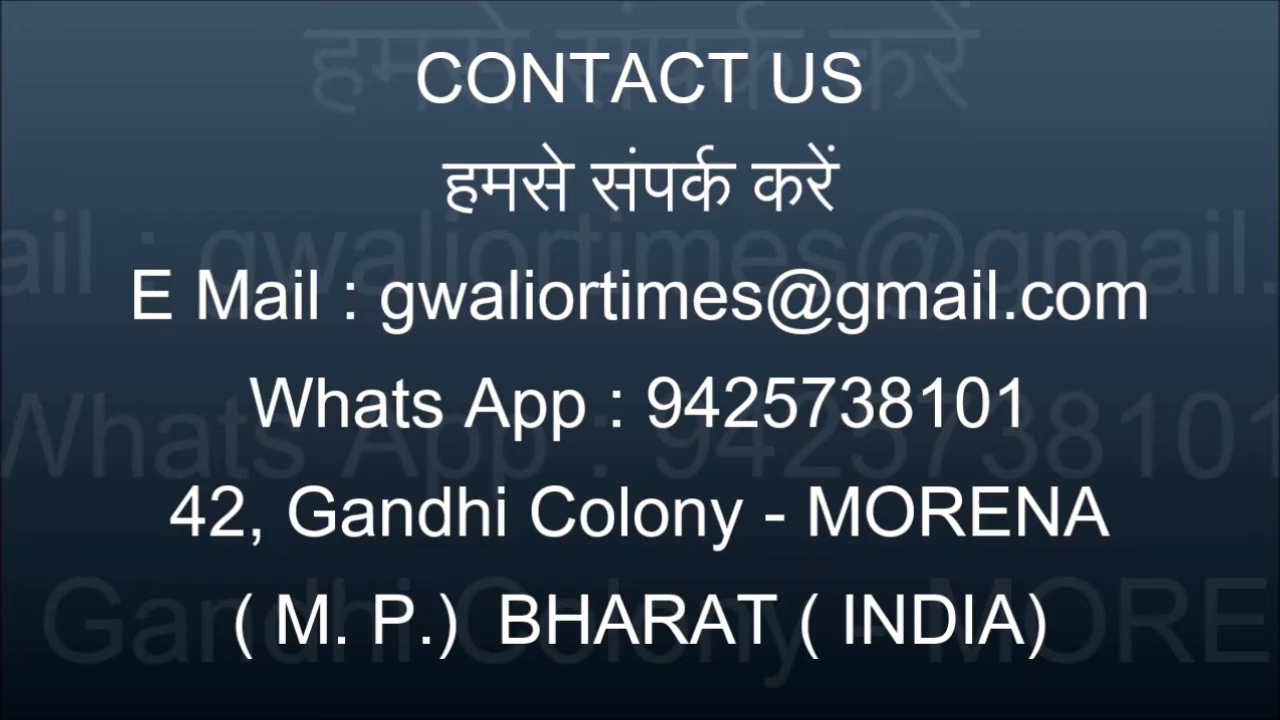 CONTACT US
हमसे संपर्क करें
E Mail : gwaliortimes@gmail.com
Whats App : 9425738101
42, Gandhi Colony - MORENA
( M. P.) BHARAT ( INDIA)